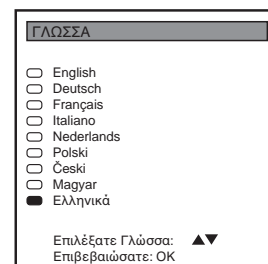 ΓΛΩΣΣΑ
English
Deutsch
Français
Italiano
Nederlands
Polski
Česki
Magyar
Ελληνικά
Επιλέξατε Γλώσσα: ▲▼
Επιβεβαιώσατε: OK